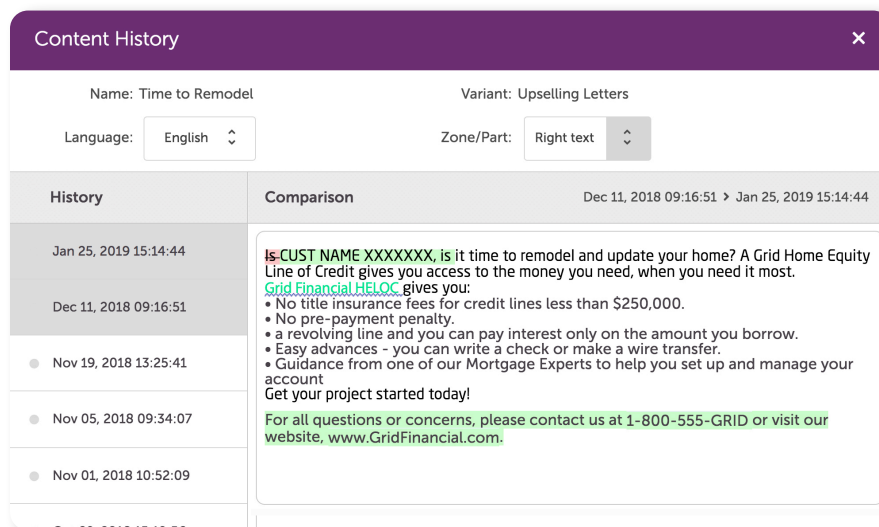 Content History
Name: Time to Remodel
Variant: Upselling Letters
Language: English
Zone/Part: Right text
History
Comparison
Dec 11, 2018 09:16:51 > Jan 25, 2019 15:14:44
Jan 25, 2019 15:14:44
Dec 11, 2018 09:16:51
Nov 19, 2018 13:25:41
Nov 05, 2018 09:34:07
Nov 01, 2018 10:52:09
Is CUST NAME XXXXXXX, is it time to remodel and update your home? A Grid Home Equity
Line of Credit gives you access to the money you need, when you need it most.
Grid Financial HELOC gives you:
• No title insurance fees for credit lines less than $250,000.
• No pre-payment penalty.
• a revolving line and you can pay interest only on the amount you borrow.
• Easy advances - you can write a check or make a wire transfer.
• Guidance from one of our Mortgage Experts to help you set up and manage your
account
Get your project started today!
For all questions or concerns, please contact us at 1-800-555-GRID or visit our
website, www.GridFinancial.com.